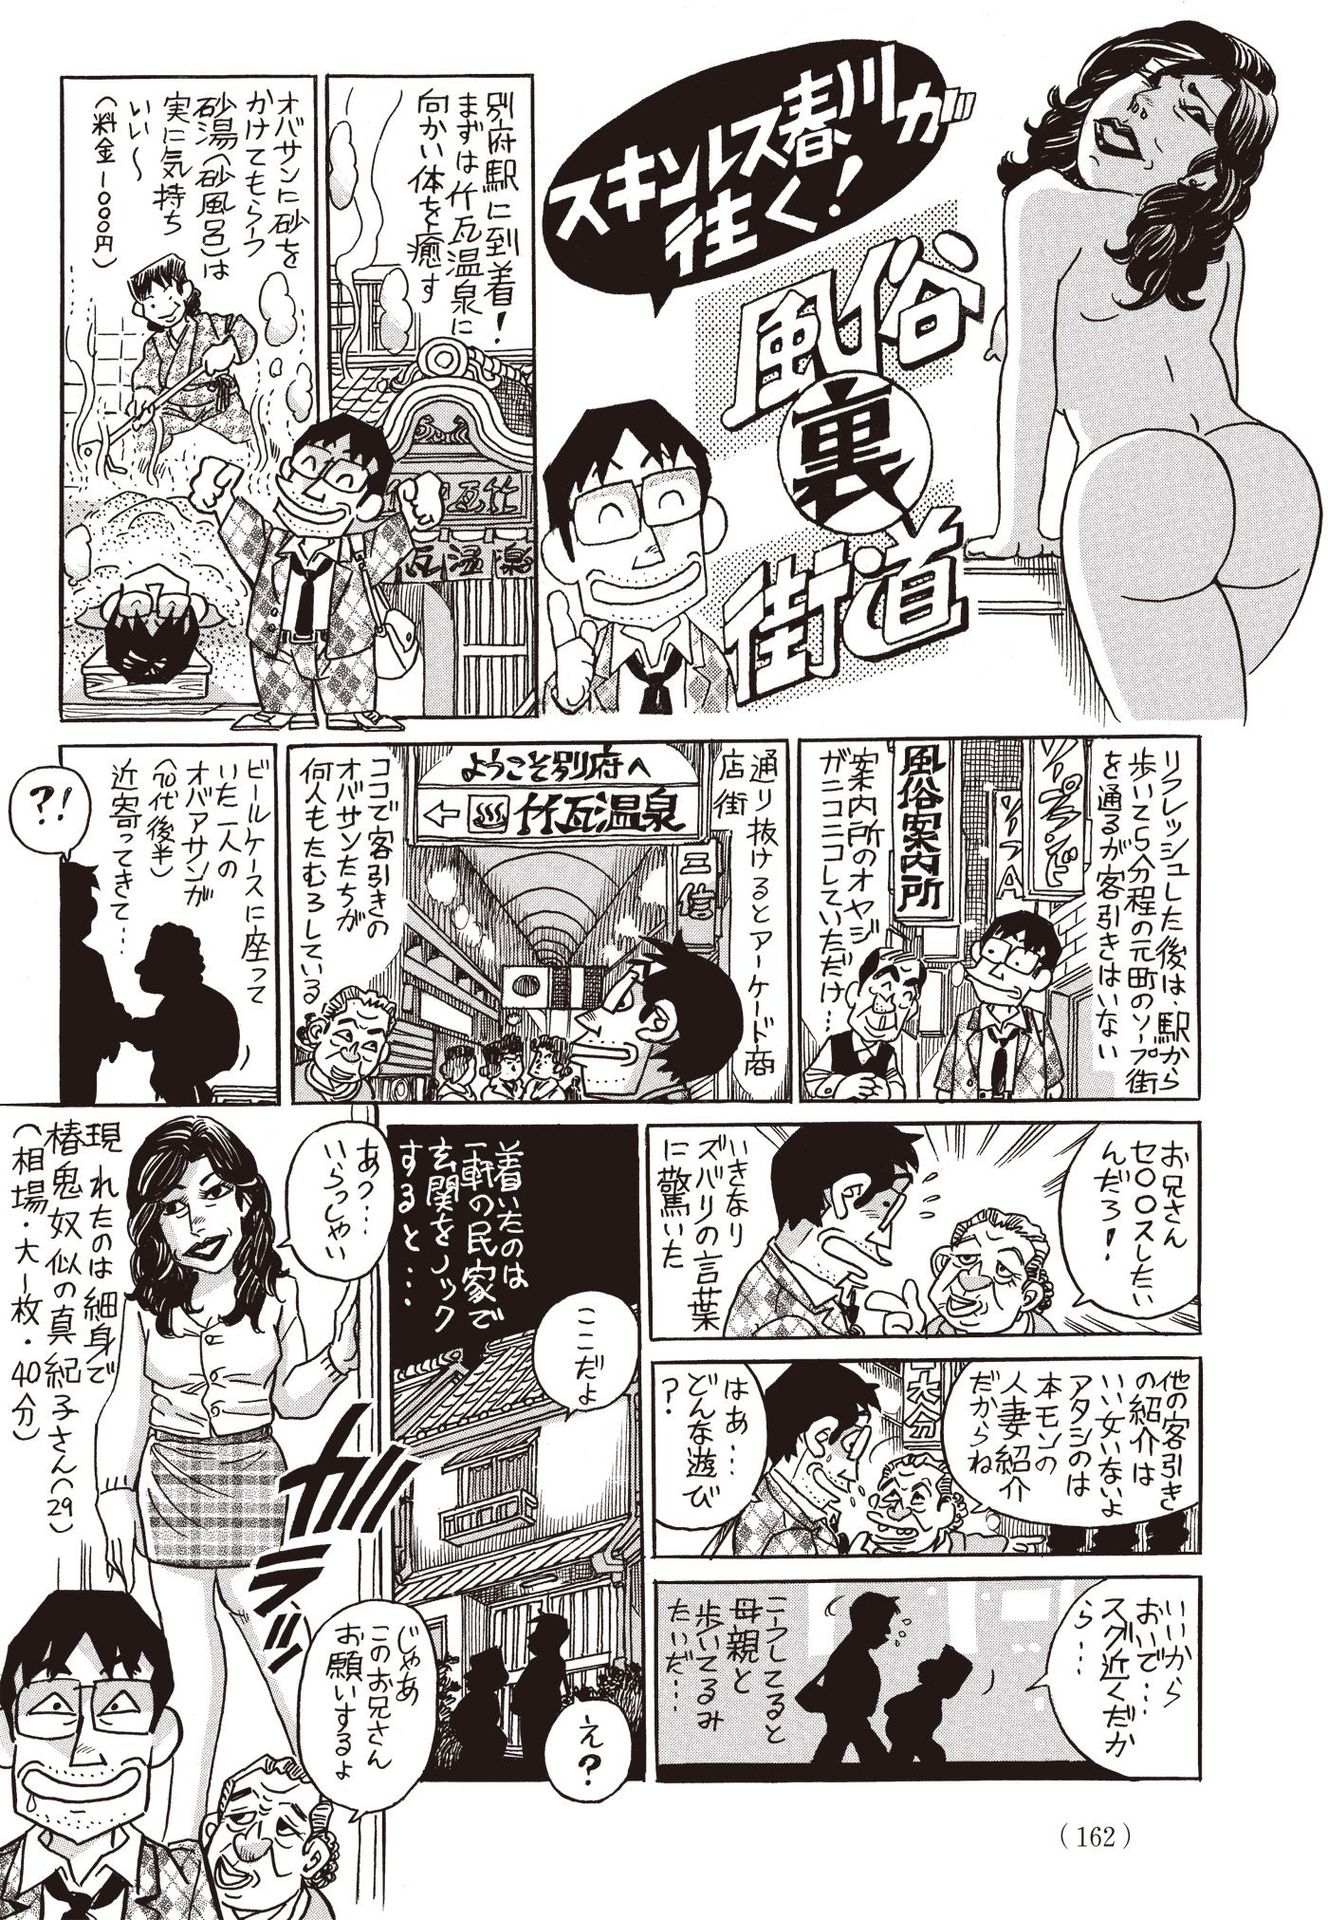 スキンレス春川が
往く!
風俗
裏
街道
別府駅に到着!
まずは竹瓦温泉に
向かい体を癒す
竹瓦
瓦温泉
オバサンに砂を
かけてもらう
砂湯(砂風呂)は
実に気持ち
いい〜
(料金1000円)
リフレッシュした後は、駅から
歩いて5分程の元町のソープ街
を通るが客引きはいない
案内所のオヤジ
がニコニコしていただけ…
風俗案内所
通り抜けるとアーケード商
店街
ようこそ別府へ
竹瓦温泉
ココで客引きの
オバサンたちが
何人もたむろしている
ビールケースに座って
いた一人の
オバアサンが
(70代後半)
近寄ってきて…
?!
お兄さん
セ〇〇スしたい
んだろ!
いきなり
ズバリの言葉
に驚いた
他の客引き
の紹介は
いい女いないよ
アタシのは
本モンの
人妻紹介
だからね
はあ…
どんな遊び
?
いいから
おいで…
スグ近くだか
ら…
こうしてると
母親と
歩いてるみ
たいだ…
着いたのは
一軒の民家で
玄関をノック
すると…
ここだよ
え?
あっ…
いらっしゃい
ガラッ
現れたのは細身で
椿鬼奴似の真紀子さん(29)
(相場・大1枚・40分)
じゃあ
このお兄さん
お願いするよ
(162)